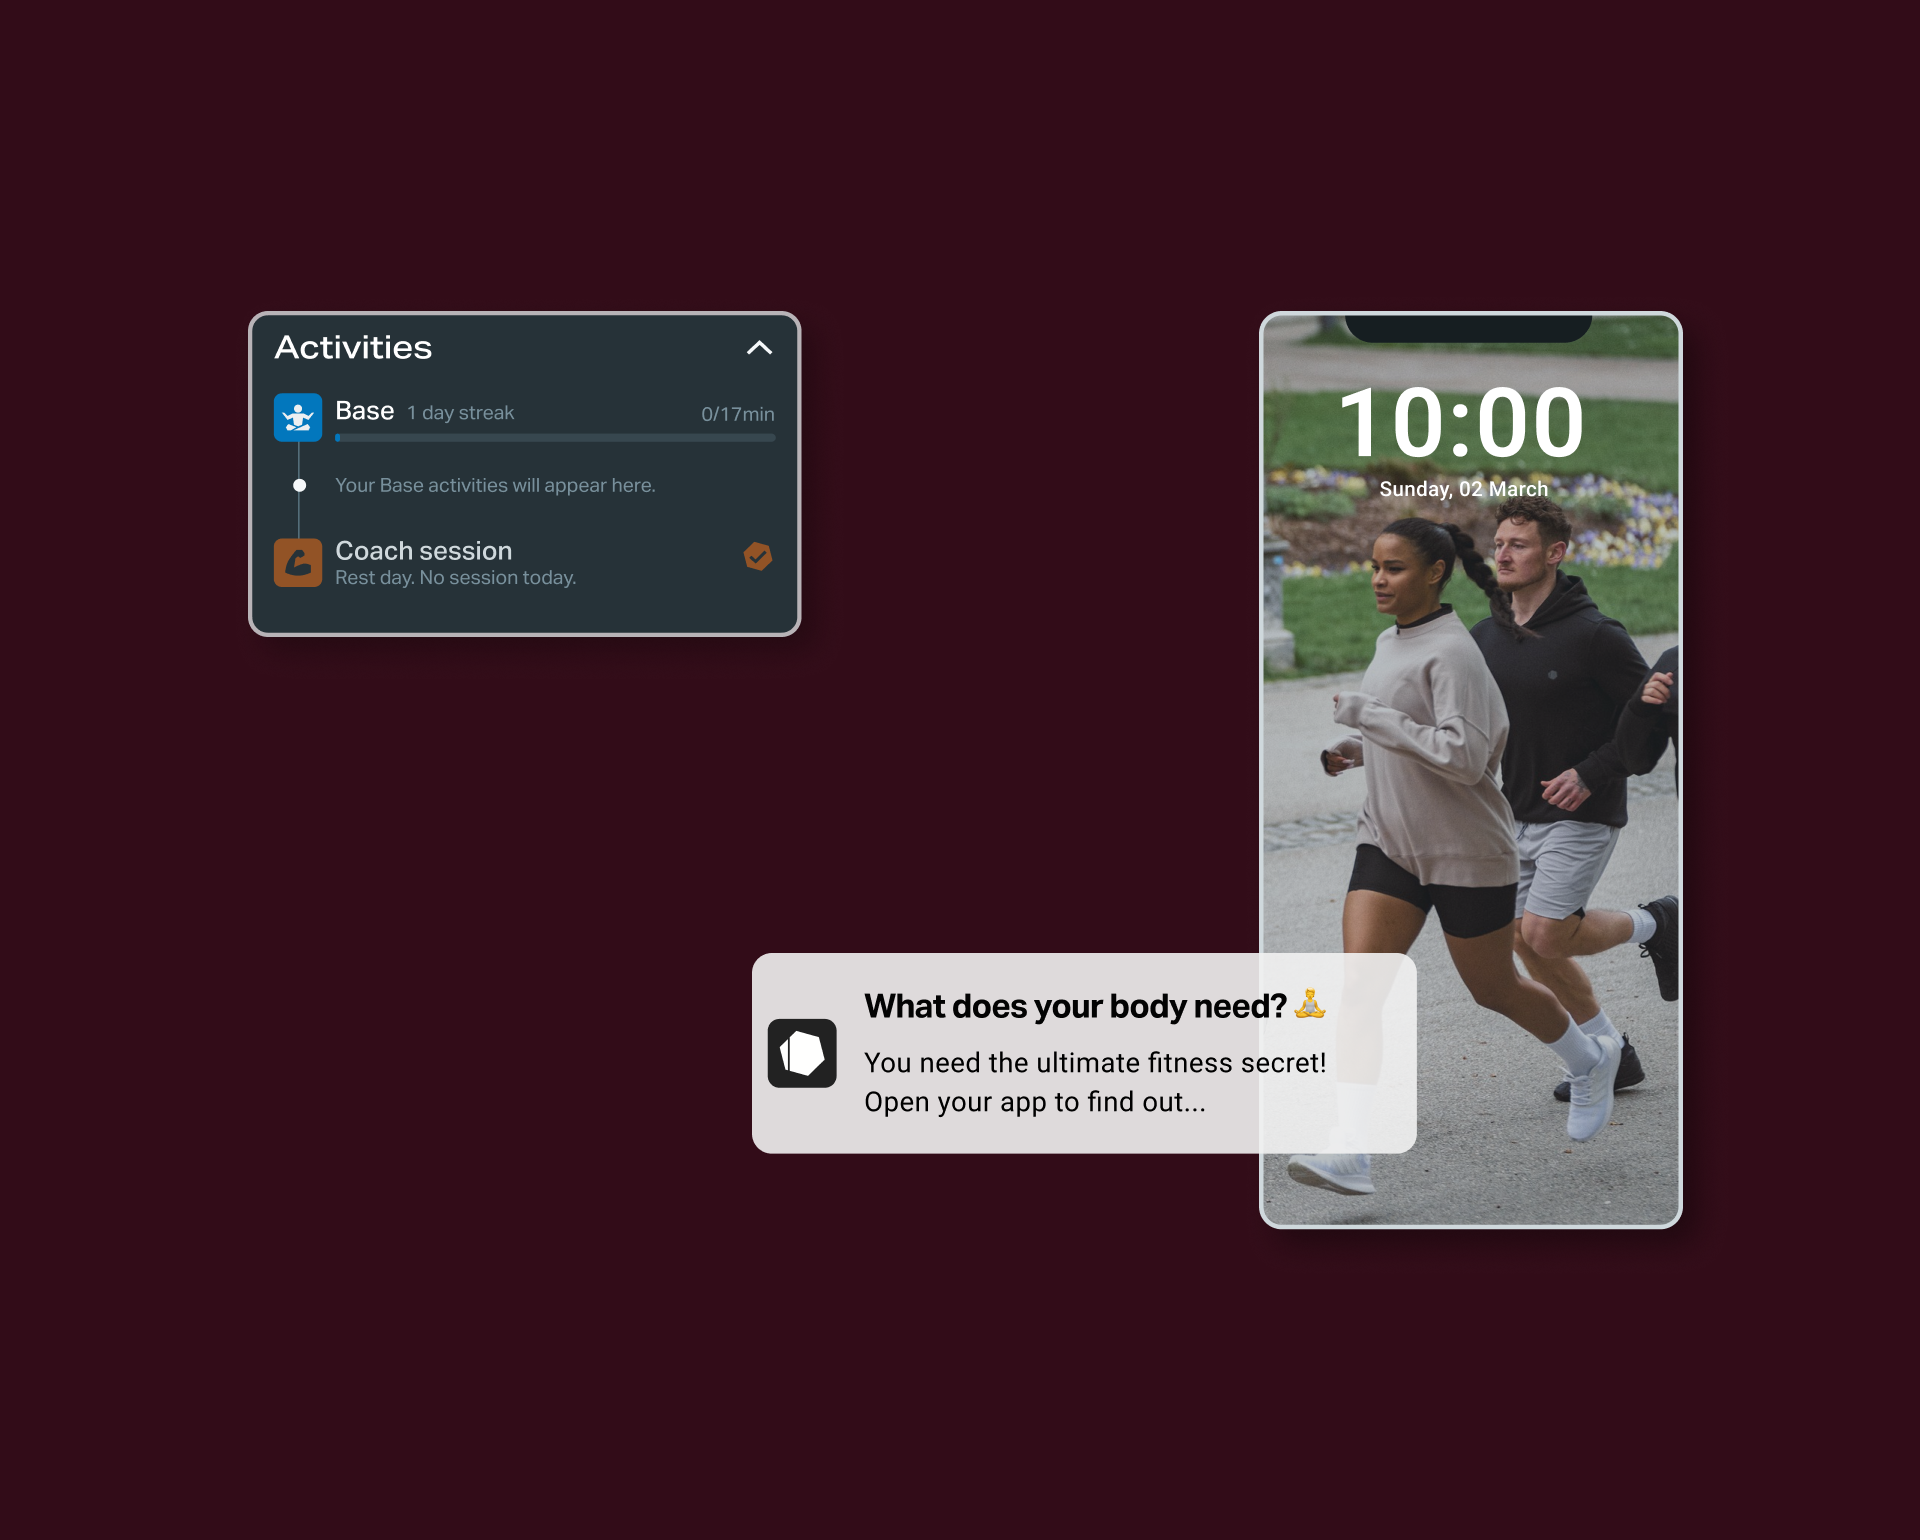 Activities
Base 1 day streak 0/17min
Your Base activities will appear here.
Coach session
Rest day. No session today.
10:00
Sunday, 02 March
What does your body need? 🧘
You need the ultimate fitness secret!
Open your app to find out...